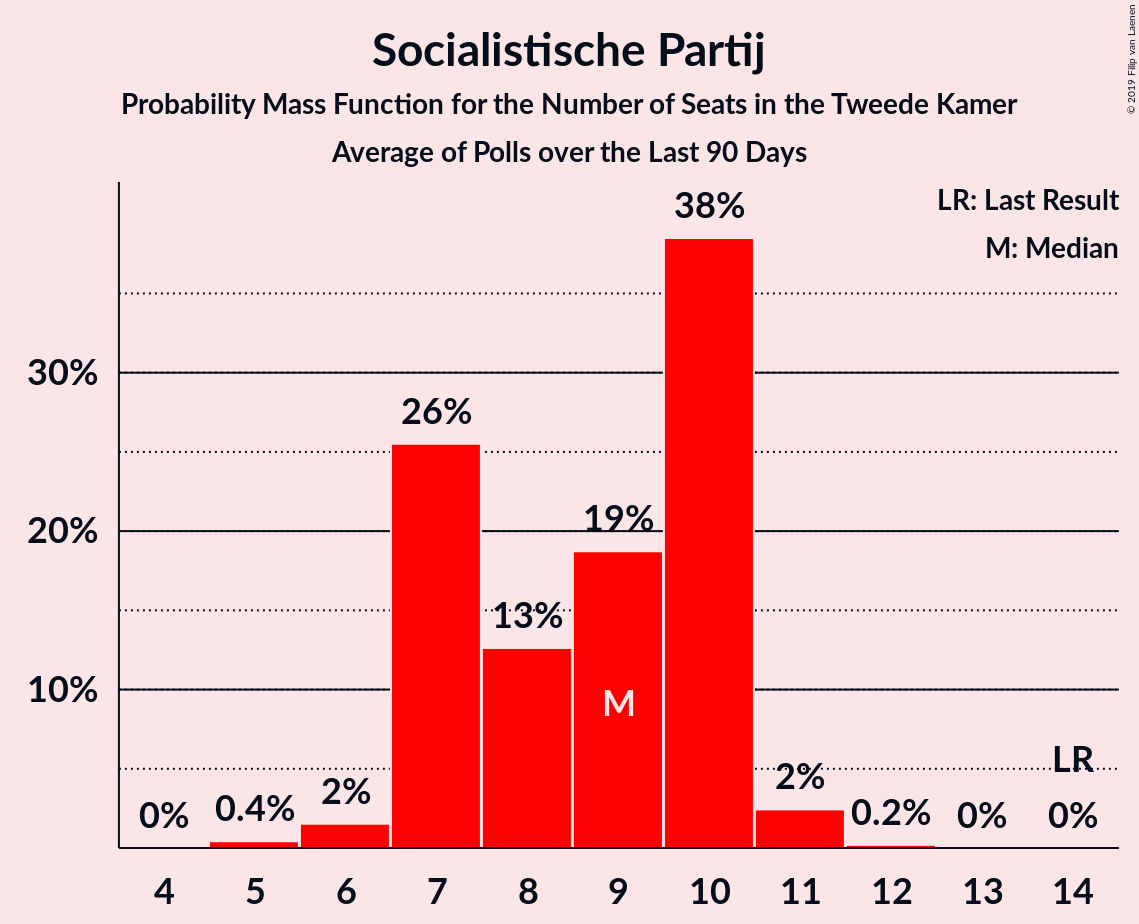 Socialistische Partij
Probability Mass Function for the Number of Seats in the Tweede Kamer
Average of Polls over the Last 90 Days
© 2019 Filip van Laenen
LR: Last Result
M: Median
38%
30%
26%
20%
19%
13%
10%
M
LR
0%
0.4%
2%
2%
0.2%
0%
0%
4 5 6 7 8 9 10 11 12 13 14